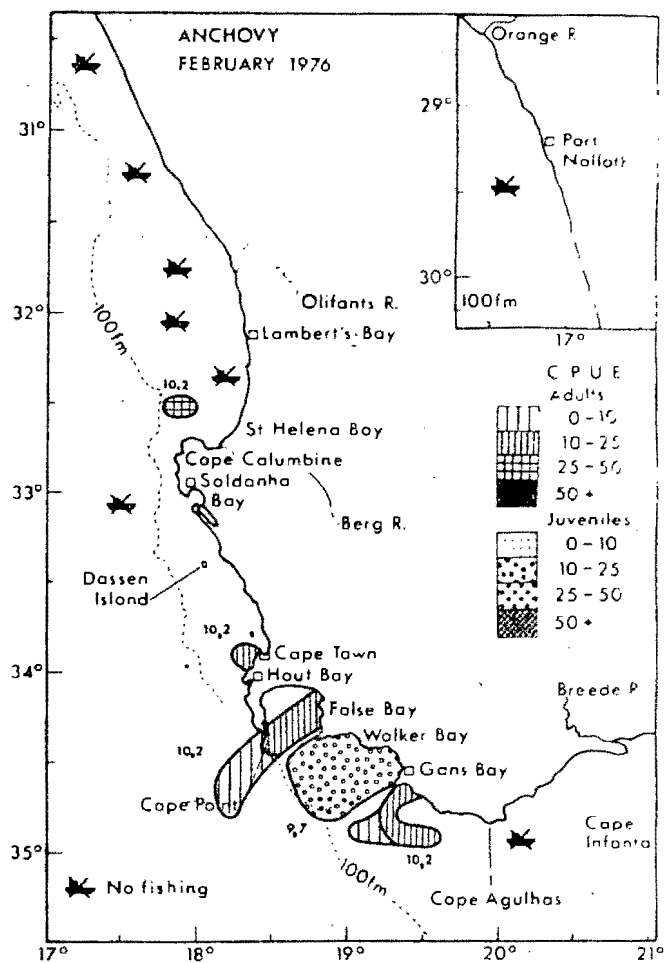 ANCHOVY
FEBRUARY 1976
Orange R.
29°
Port
Nolloth
30°
100fm
17°
31°
32°
33°
34°
35°
100fm
Olifants R.
Lambert's Bay
10,2
St Helena Bay
Cape Columbine
Saldanha
Bay
Berg R.
Dassen
Island
10,2
Cape Town
Hout Bay
False Bay
Walker Bay
Breede R.
10,2
Gans Bay
Cape Point
9,7
10,2
Cape
Infanta
100fm
Cape Agulhas
No fishing
C P U E
Adults
0-10
10-25
25-50
50+
Juveniles
0-10
10-25
25-50
50+
17° 18° 19° 20° 21°